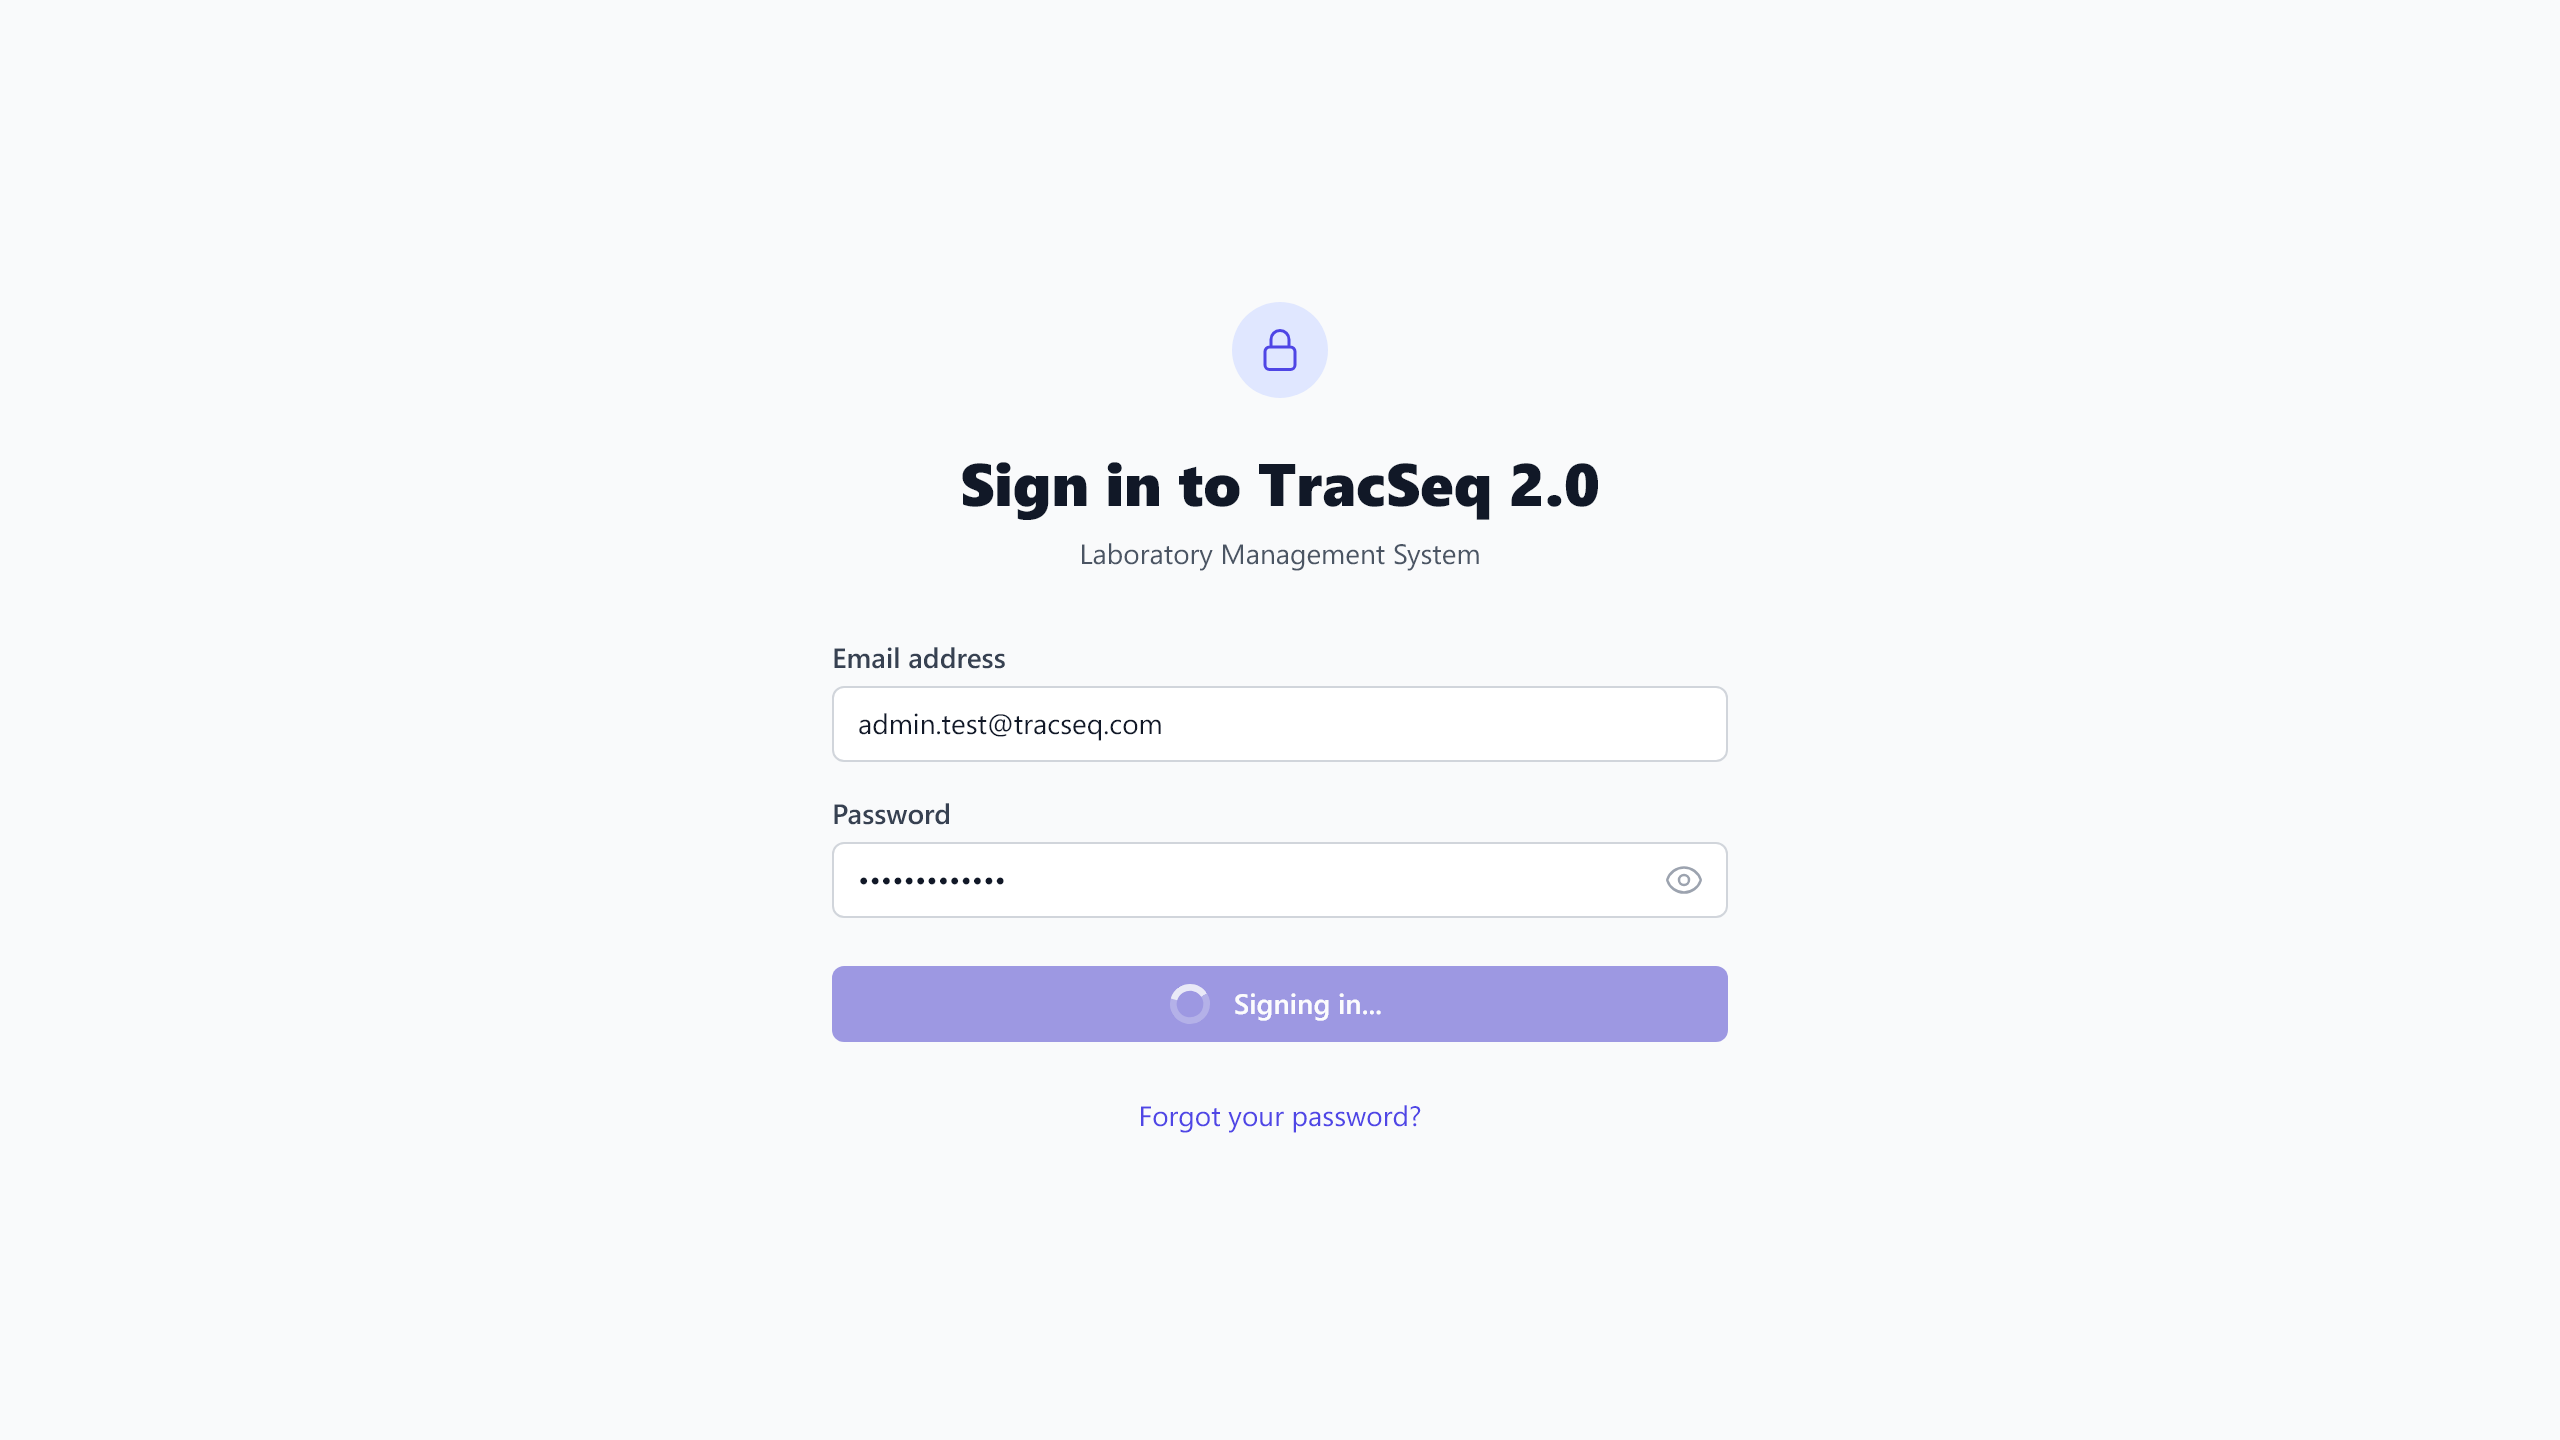 Sign in to TracSeq 2.0
Laboratory Management System
Email address
admin.test@tracseq.com
Password
•••••••••••••
Signing in...
Forgot your password?